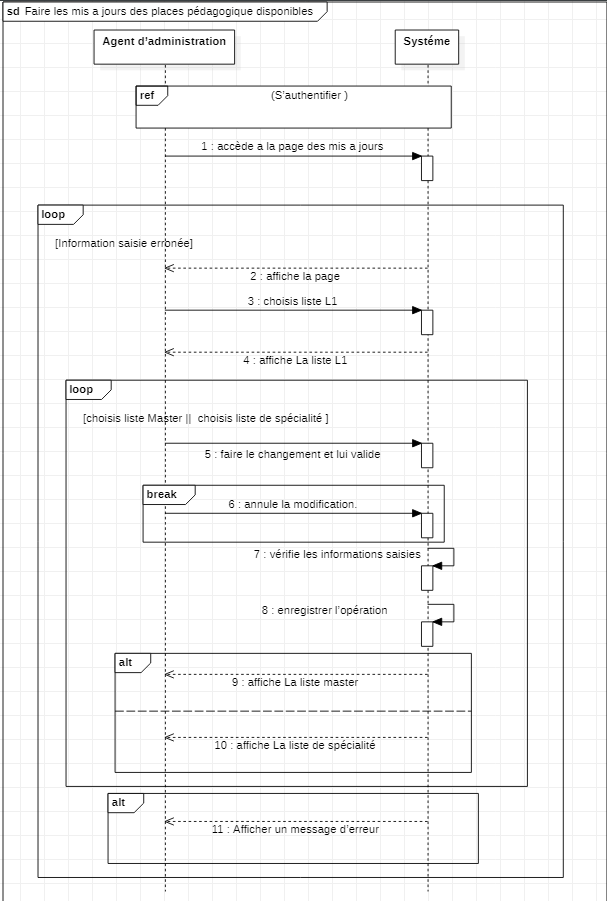 sd Faire les mis a jours des places pédagogique disponibles
Agent d'administration
Systéme
ref
(S'authentifier )
1 : accède a la page des mis a jours
loop
[Information saisie erronée]
2 : affiche la page
3 : choisis liste L1
4 : affiche La liste L1
loop
[choisis liste Master || choisis liste de spécialité ]
5 : faire le changement et lui valide
break
6 : annule la modification.
7 : vérifie les informations saisies
8 : enregistrer l'opération
alt
9 : affiche La liste master
10 : affiche La liste de spécialité
alt
11 : Afficher un message d'erreur